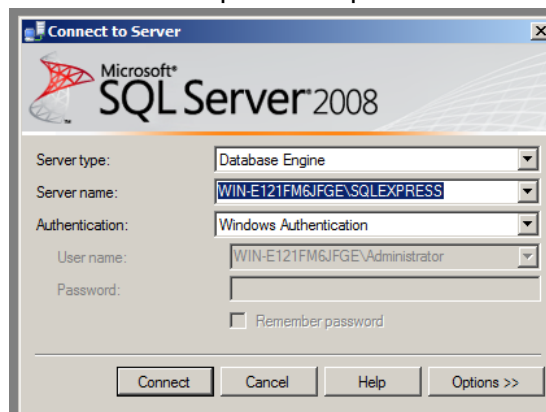 Connect to Server
Microsoft®
SQL Server® 2008
Server type: Database Engine
Server name: WIN-E121FM6JFGE\SQLEXPRESS
Authentication: Windows Authentication
User name: WIN-E121FM6JFGE\Administrator
Password:
Remember password
Connect Cancel Help Options >>